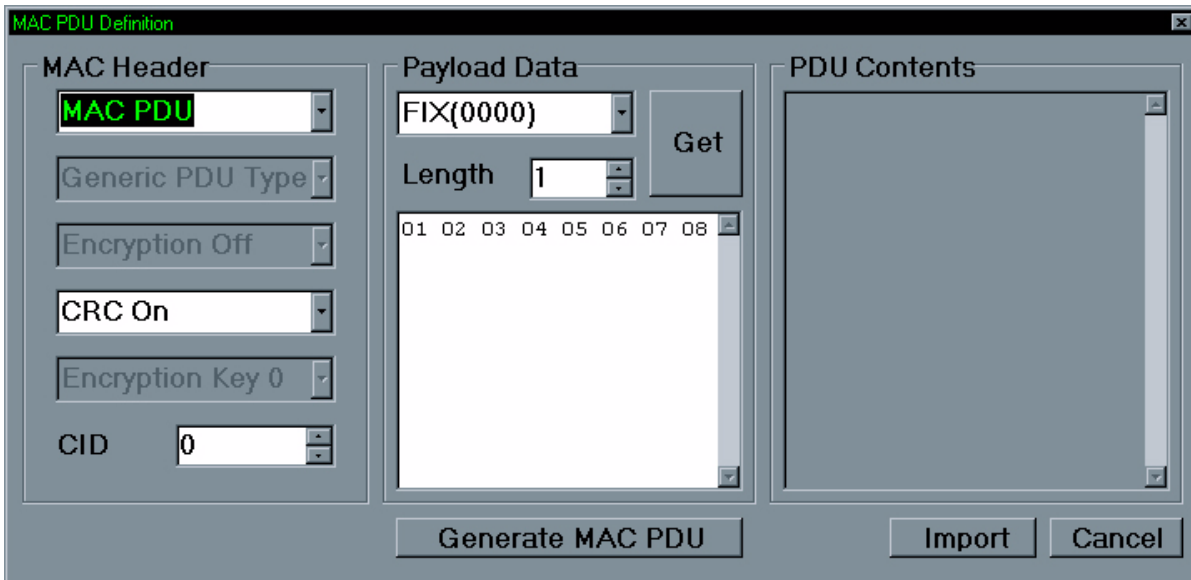 MAC PDU Definition
MAC Header
MAC PDU
Generic PDU Type
Encryption Off
CRC On
Encryption Key 0
CID 0
Payload Data
FIX(0000)
Get
Length 1
01 02 03 04 05 06 07 08
Generate MAC PDU
PDU Contents
Import
Cancel